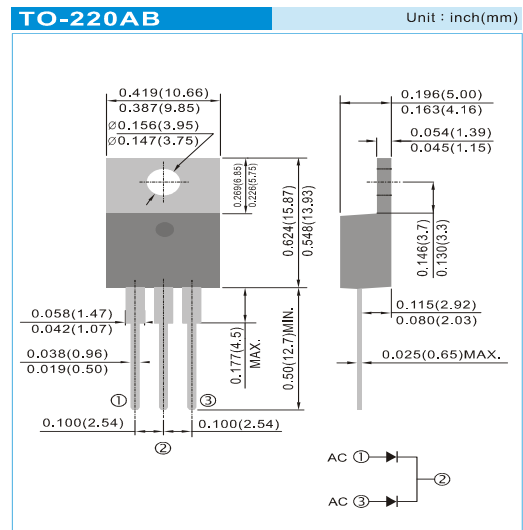 TO-220AB
Unit : inch(mm)
0.419(10.66)
0.387(9.85)
Ø0.156(3.95)
Ø0.147(3.75)
0.269(6.85)
0.226(5.75)
0.624(15.87)
0.548(13.93)
0.196(5.00)
0.163(4.16)
0.054(1.39)
0.045(1.15)
0.146(3.7)
0.130(3.3)
0.058(1.47)
0.042(1.07)
0.038(0.96)
0.019(0.50)
0.177(4.5)
MAX.
0.50(12.7)MIN.
0.115(2.92)
0.080(2.03)
0.025(0.65)MAX.
① ③
0.100(2.54) 0.100(2.54)
②
AC ①
②
AC ③